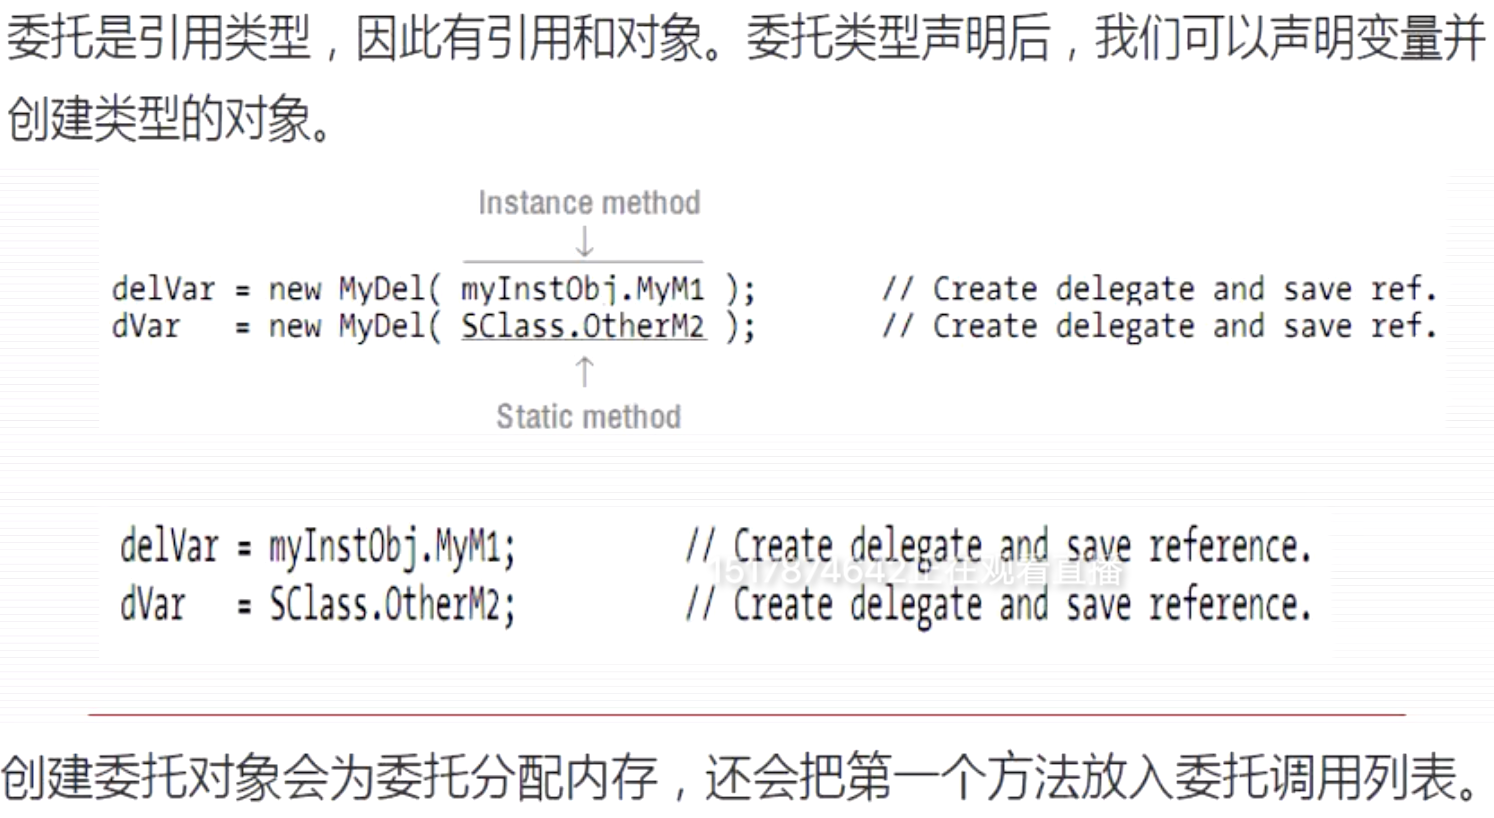 委托是引用类型，因此有引用和对象。委托类型声明后，我们可以声明变量并
创建类型的对象。
Instance method
↓
delVar = new MyDel( myInstObj.MyM1 ); // Create delegate and save ref.
dVar = new MyDel( SClass.OtherM2 ); // Create delegate and save ref.
↑
Static method
delVar = myInstObj.MyM1; // Create delegate and save reference.
1517874642正在观看直播
dVar = SClass.OtherM2; // Create delegate and save reference.
创建委托对象会为委托分配内存，还会把第一个方法放入委托调用列表。